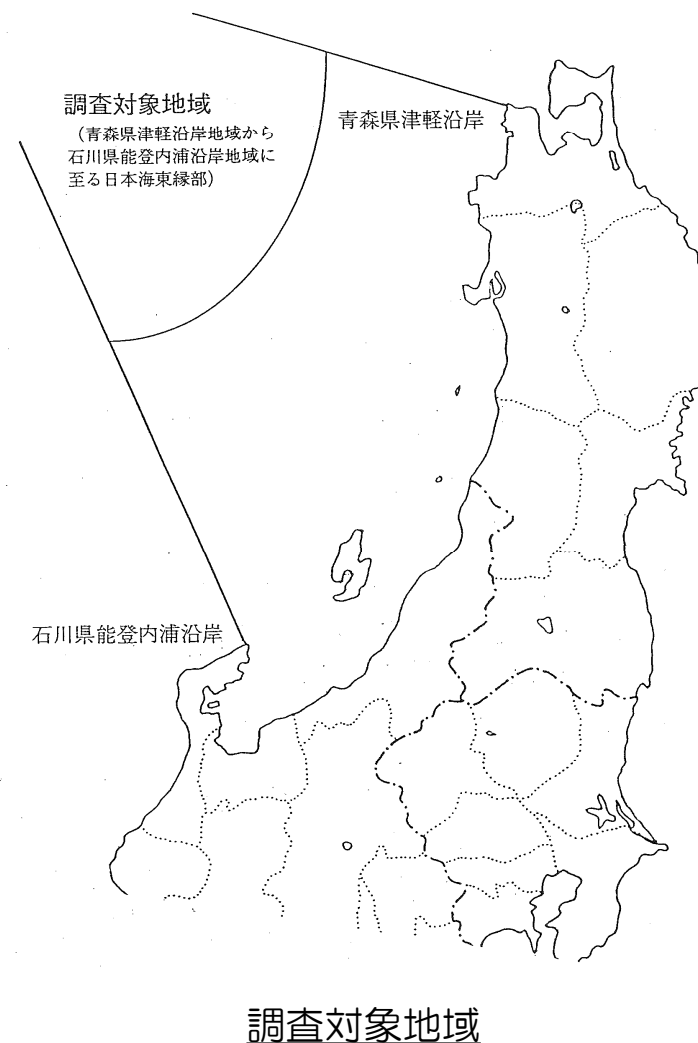 調査対象地域
（青森県津軽沿岸地域から
石川県能登内浦沿岸地域に
至る日本海東縁部）
青森県津軽沿岸
石川県能登内浦沿岸
調査対象地域